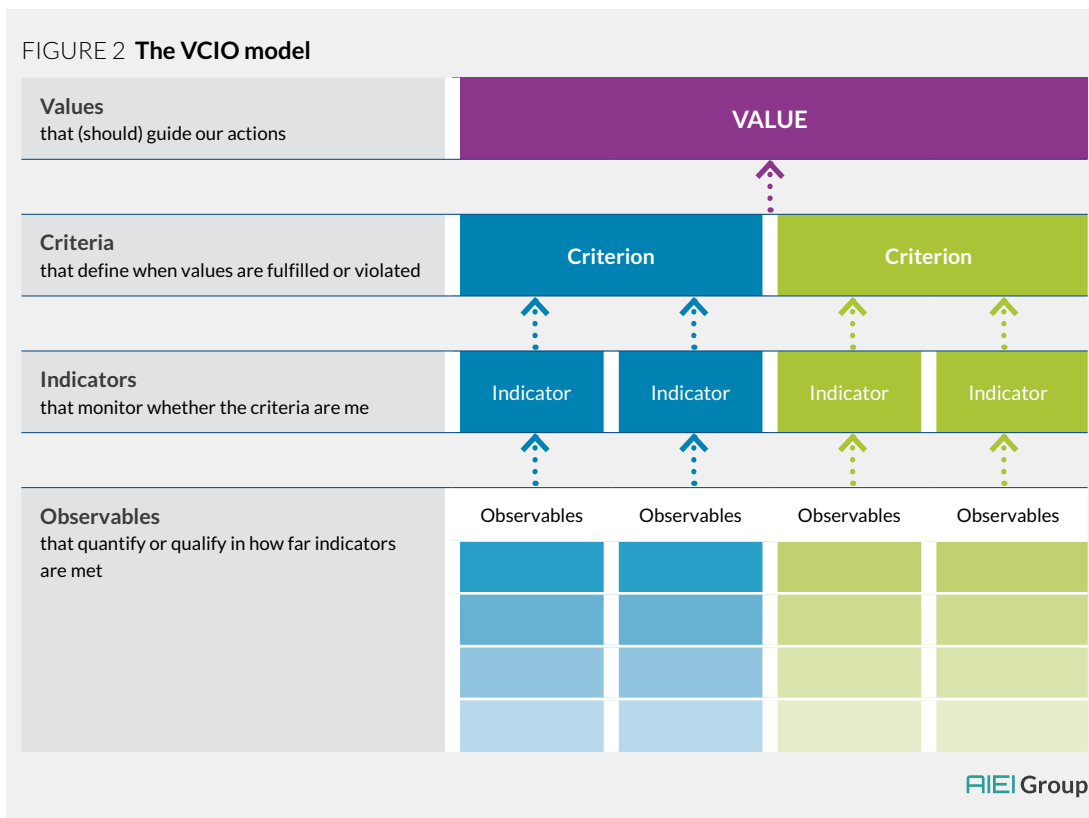 FIGURE 2 The VCIO model
Values
that (should) guide our actions
VALUE
Criteria
that define when values are fulfilled or violated
Criterion
Criterion
Indicators
that monitor whether the criteria are me
Indicator
Indicator
Indicator
Indicator
Observables
that quantify or qualify in how far indicators
are met
Observables
Observables
Observables
Observables
AIEI Group